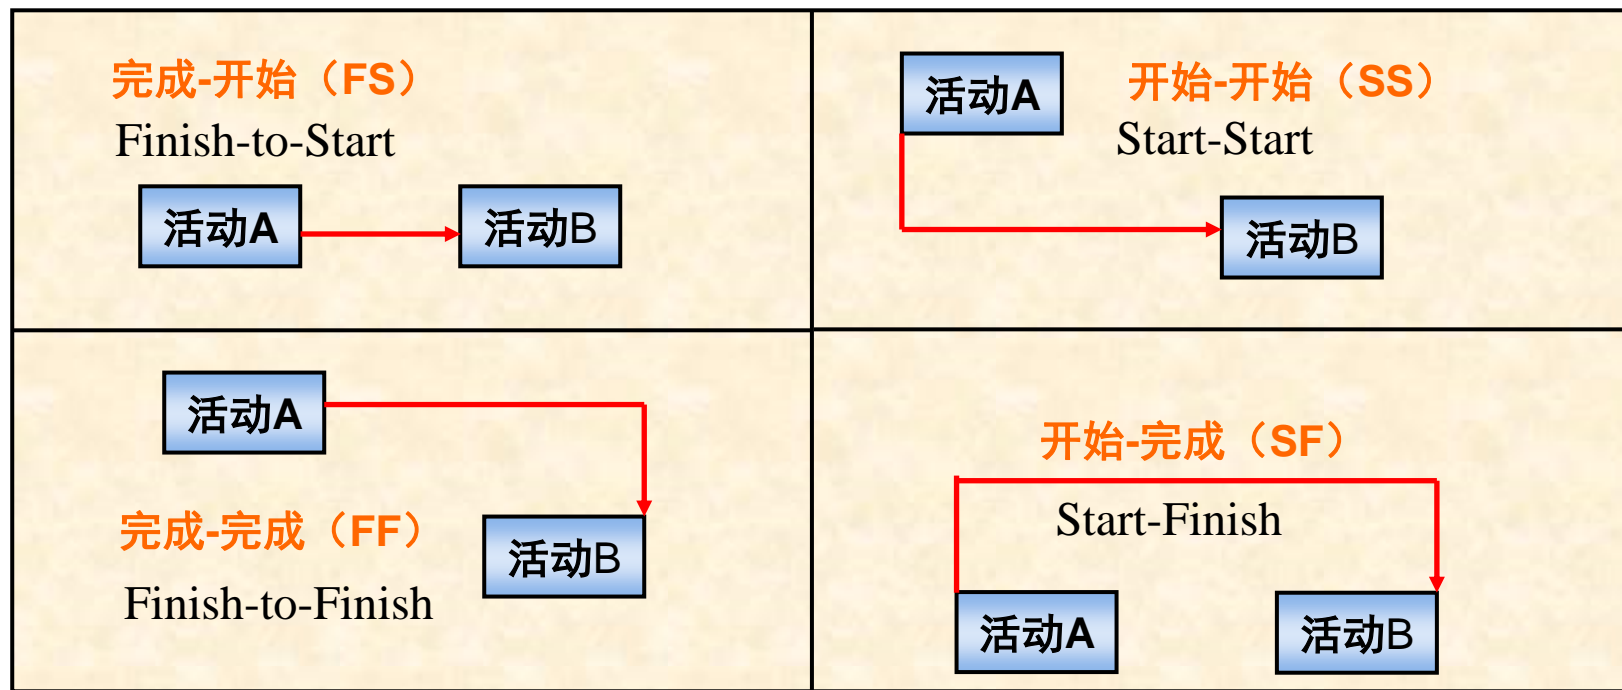 完成-开始（FS）
Finish-to-Start
活动A
活动B
活动A
开始-开始（SS）
Start-Start
活动B
活动A
完成-完成（FF）
活动B
Finish-to-Finish
开始-完成（SF）
Start-Finish
活动A
活动B